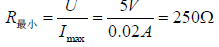 R最小 = U/Imax = 5V/0.02A = 250Ω